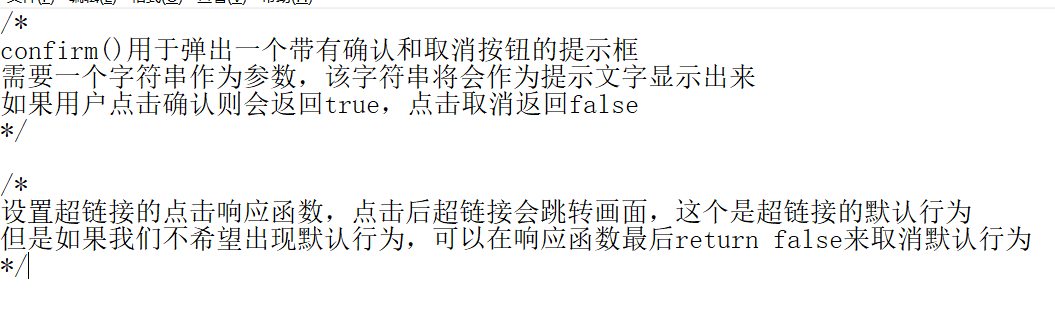 /*
confirm()用于弹出一个带有确认和取消按钮的提示框
需要一个字符串作为参数，该字符串将会作为提示文字显示出来
如果用户点击确认则会返回true，点击取消返回false
*/
/*
设置超链接的点击响应函数，点击后超链接会跳转画面，这个是超链接的默认行为
但是如果我们不希望出现默认行为，可以在响应函数最后return false来取消默认行为
*/